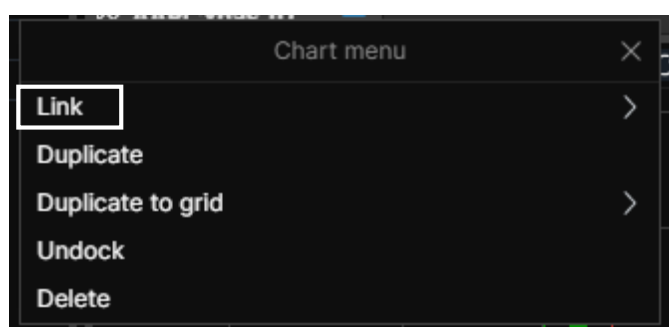 Chart menu
Link
Duplicate
Duplicate to grid
Undock
Delete